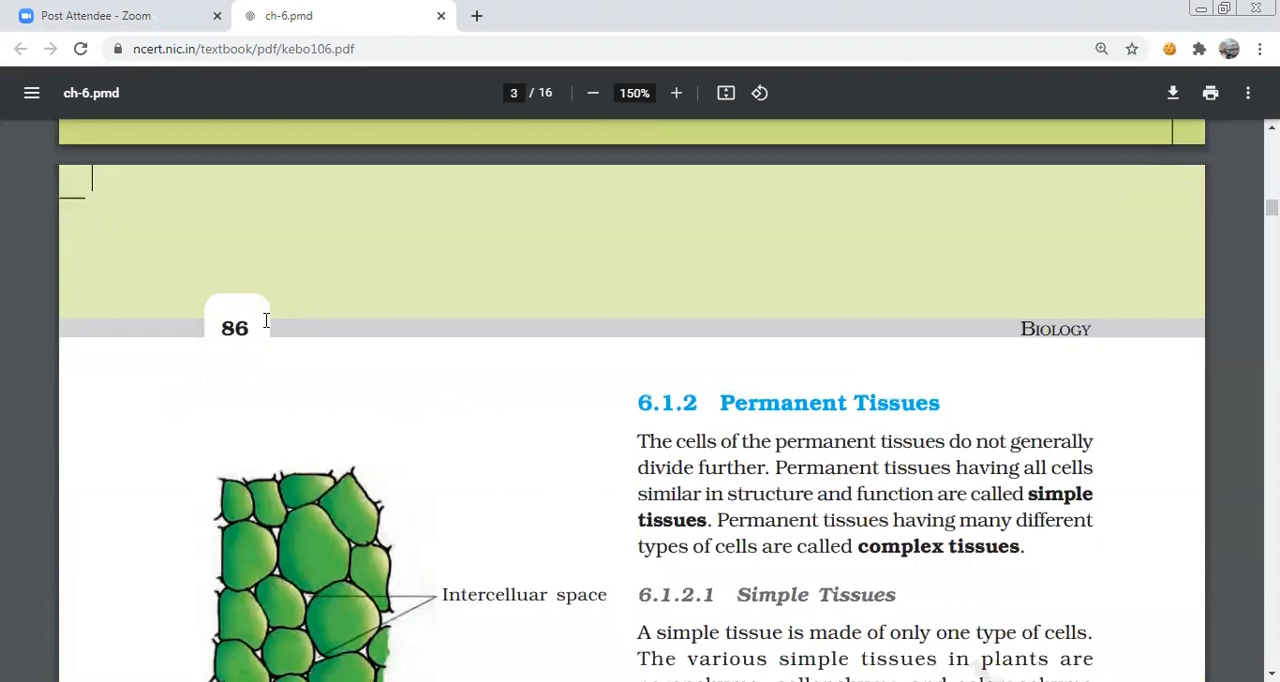 Post Attendee - Zoom
ch-6.pmd
ncert.nic.in/textbook/pdf/kebo106.pdf
ch-6.pmd
3 / 16
150%
86
BIOLOGY
6.1.2 Permanent Tissues
The cells of the permanent tissues do not generally
divide further. Permanent tissues having all cells
similar in structure and function are called simple
tissues. Permanent tissues having many different
types of cells are called complex tissues.
Intercelluar space
6.1.2.1 Simple Tissues
A simple tissue is made of only one type of cells.
The various simple tissues in plants are